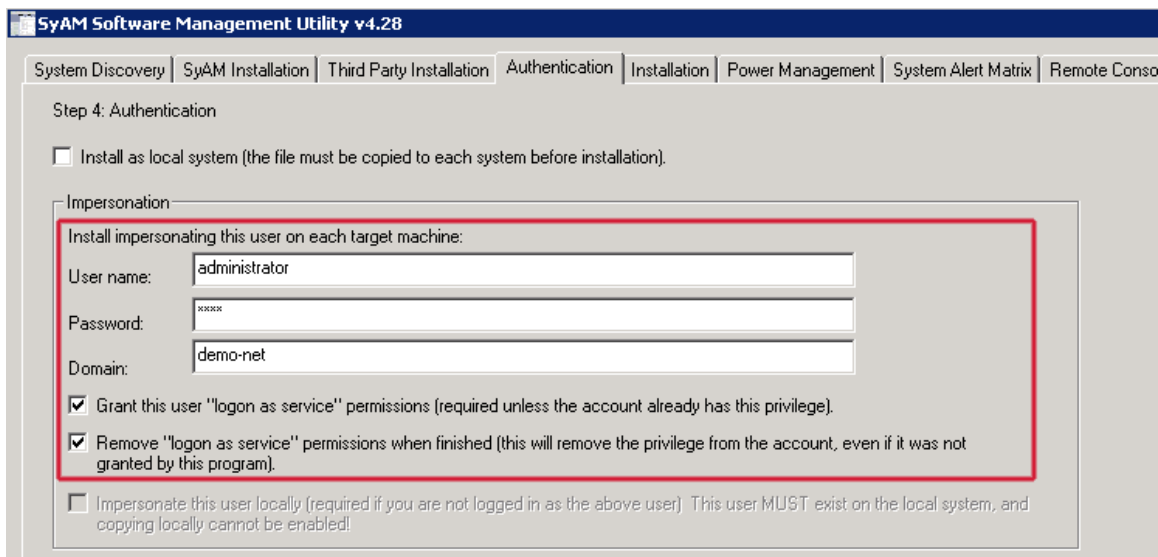 SyAM Software Management Utility v4.28
System Discovery SyAM Installation Third Party Installation Authentication Installation Power Management System Alert Matrix Remote Conso
Step 4: Authentication
Install as local system (the file must be copied to each system before installation).
Impersonation
Install impersonating this user on each target machine:
User name: administrator
Password: ××××
Domain: demo-net
Grant this user "logon as service" permissions (required unless the account already has this privilege).
Remove "logon as service" permissions when finished (this will remove the privilege from the account, even if it was not
granted by this program).
Impersonate this user locally (required if you are not logged in as the above user) This user MUST exist on the local system, and
copying locally cannot be enabled!